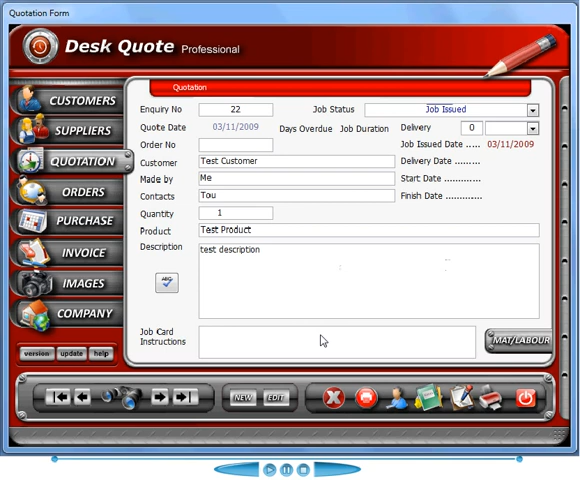 Quotation Form
Desk Quote Professional
Quotation
CUSTOMERS
SUPPLIERS
QUOTATION
ORDERS
PURCHASE
INVOICE
IMAGES
COMPANY
version update help
Enquiry No 22 Job Status Job Issued
Quote Date 03/11/2009 Days Overdue Job Duration Delivery 0
Order No Job Issued Date ..... 03/11/2009
Customer Test Customer Delivery Date .........
Made by Me Start Date .............
Contacts Tou Finish Date .............
Quantity 1
Product Test Product
Description test description
ABC
Job Card
Instructions
MAT/LABOUR
NEW EDIT